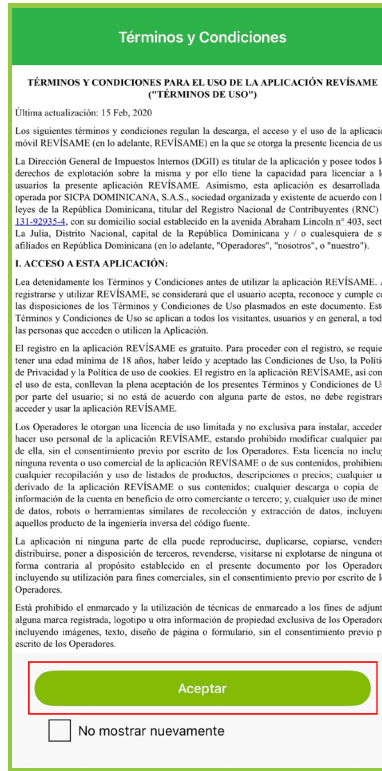 Términos y Condiciones
TÉRMINOS Y CONDICIONES PARA EL USO DE LA APLICACIÓN REVÍSAME
("TÉRMINOS DE USO")
Última actualización: 15 Feb, 2020
Los siguientes términos y condiciones regulan la descarga, el acceso y el uso de la aplicació
móvil REVÍSAME (en lo adelante, REVÍSAME) en la que se otorga la presente licencia de us
La Dirección General de Impuestos Internos (DGII) es titular de la aplicación y posee todos l
derechos de explotación sobre la misma y por ello tiene la capacidad para licenciar a l
usuarios la presente aplicación REVÍSAME. Asimismo, esta aplicación es desarrollada
operada por SICPA DOMINICANA, S.A.S., sociedad organizada y existente de acuerdo con l
leyes de la República Dominicana, titular del Registro Nacional de Contribuyentes (RNC)
131-92935-4, con su domicilio social establecido en la avenida Abraham Lincoln n° 403, sect
La Julia, Distrito Nacional, capital de la República Dominicana y / o cualesquiera de s
afiliados en República Dominicana (en lo adelante, "Operadores", "nosotros", o "nuestro").
I. ACCESO A ESTA APLICACIÓN:
Lea detenidamente los Términos y Condiciones antes de utilizar la aplicación REVÍSAME. A
registrarse y utilizar REVÍSAME, se considerará que el usuario acepta, reconoce y cumple co
las disposiciones de los Términos y Condiciones de Uso plasmados en este documento. Esto
Términos y Condiciones de Uso se aplican a todos los visitantes, usuarios y en general, a tod
las personas que acceden o utilicen la Aplicación.
El registro en la aplicación REVÍSAME es gratuito. Para proceder con el registro, se requie
tener una edad mínima de 18 años, haber leído y aceptado las Condiciones de Uso, la Políti
de Privacidad y la Política de uso de cookies. El registro en la aplicación REVÍSAME, así com
el uso de esta, conllevan la plena aceptación de los presentes Términos y Condiciones de U
por parte del usuario; si no está de acuerdo con alguna parte de estos, no debe registrars
acceder y usar la aplicación REVÍSAME.
Los Operadores le otorgan una licencia de uso limitada y no exclusiva para instalar, acceder
hacer uso personal de la aplicación REVÍSAME, estando prohibido modificar cualquier par
de ella, sin el consentimiento previo por escrito de los Operadores. Esta licencia no inclu
ninguna reventa o uso comercial de la aplicación REVÍSAME o de sus contenidos, prohibiend
cualquier recopilación y uso de listados de productos, descripciones o precios; cualquier u
derivado de la aplicación REVÍSAME o sus contenidos; cualquier descarga o copia de
información de la cuenta en beneficio de otro comerciante o tercero; y, cualquier uso de miner
de datos, robots o herramientas similares de recolección y extracción de datos, incluyend
aquellos producto de la ingeniería inversa del código fuente.
La aplicación ni ninguna parte de ella puede reproducirse, duplicarse, copiarse, venders
distribuirse, poner a disposición de terceros, revenderse, visitarse ni explotarse de ninguna ot
forma contraria al propósito establecido en el presente documento por los Operadore
incluyendo su utilización para fines comerciales, sin el consentimiento previo por escrito de l
Operadores.
Está prohibido el enmarcado y la utilización de técnicas de enmarcado a los fines de adjunt
alguna marca registrada, logotipo u otra información de propiedad exclusiva de los Operadore
incluyendo imágenes, texto, diseño de página o formulario, sin el consentimiento previo p
escrito de los Operadores.
Aceptar
No mostrar nuevamente